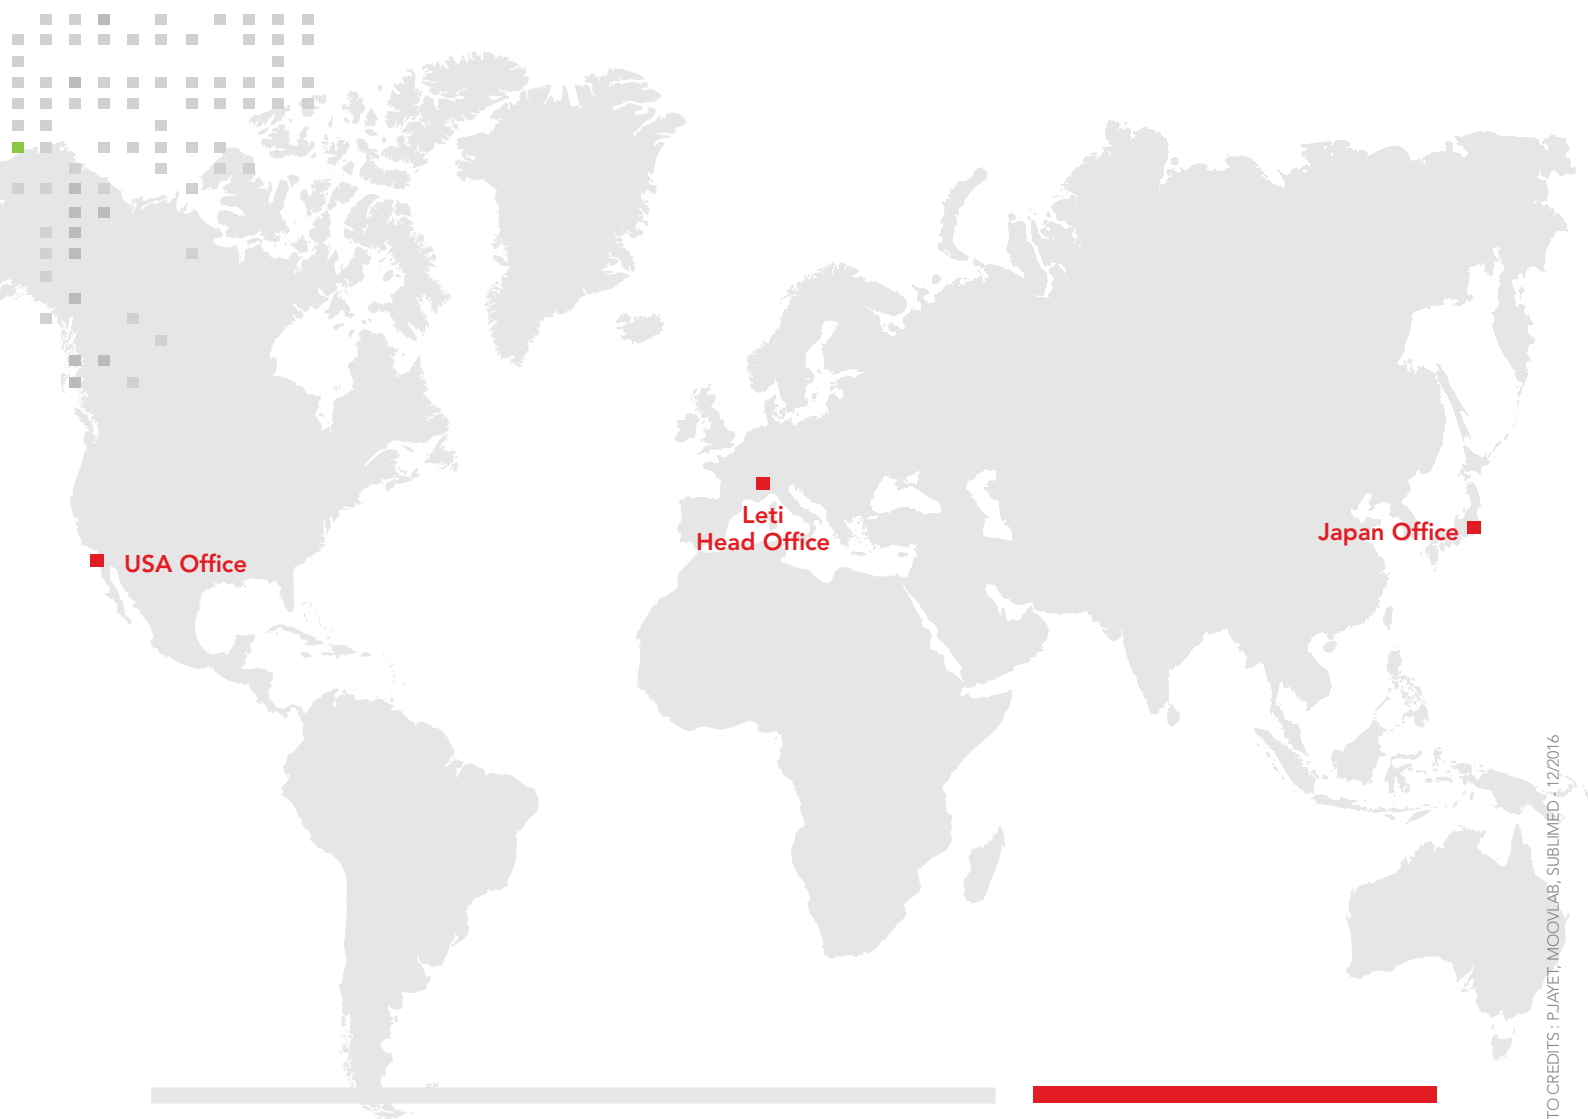 Leti
Head Office
Japan Office
USA Office
TO CREDITS : P.JAYET, MOOVLAB, SUBLIMED - 12/2016